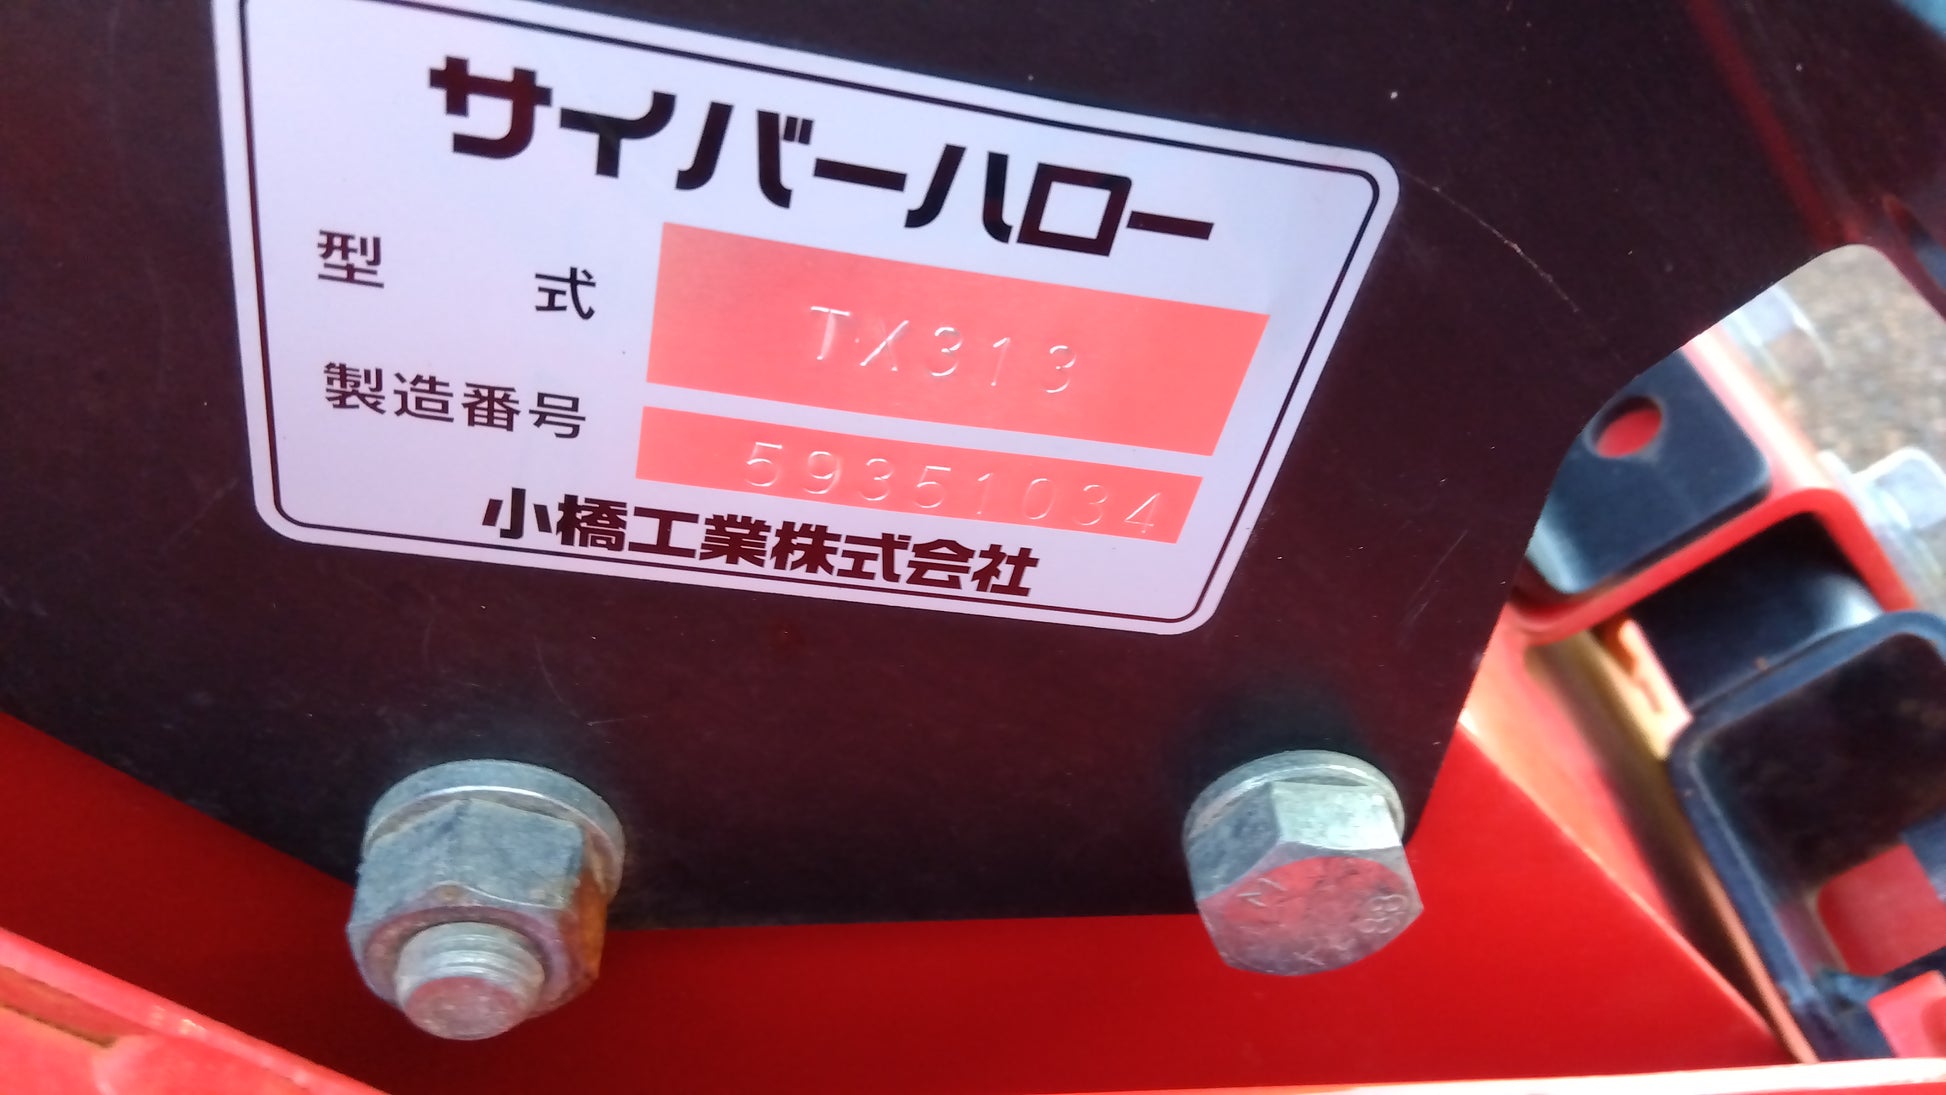 サイバーハロー
型 式 TX313
製造番号 59351034
小橋工業株式会社